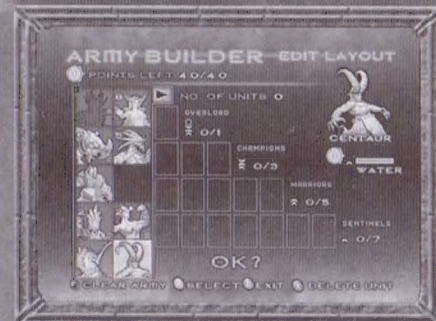 ARMY BUILDER - EDIT LAYOUT
POINTS LEFT 40/40
NO. OF UNITS 0
OVERLORD
0/1
CENTAUR
WATER
CHAMPIONS
0/3
WARRIORS
0/5
SENTINELS
0/7
OK?
CLEAR ARMY SELECT EXIT DELETE UNIT